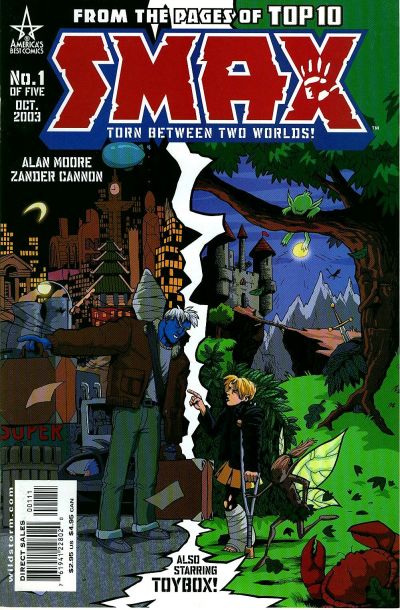 FROM THE PAGES OF TOP 10
AMERICA'S
BEST COMICS
SMAX
NO.1
OF FIVE
OCT.
2003
TORN BETWEEN TWO WORLDS!
TM
ALAN MOORE
ZANDER CANNON
SUPER
ALSO
STARRING
TOYBOX!
wildstorm.com
DIRECT SALES
00111
$2.95 US $4.95 CAN